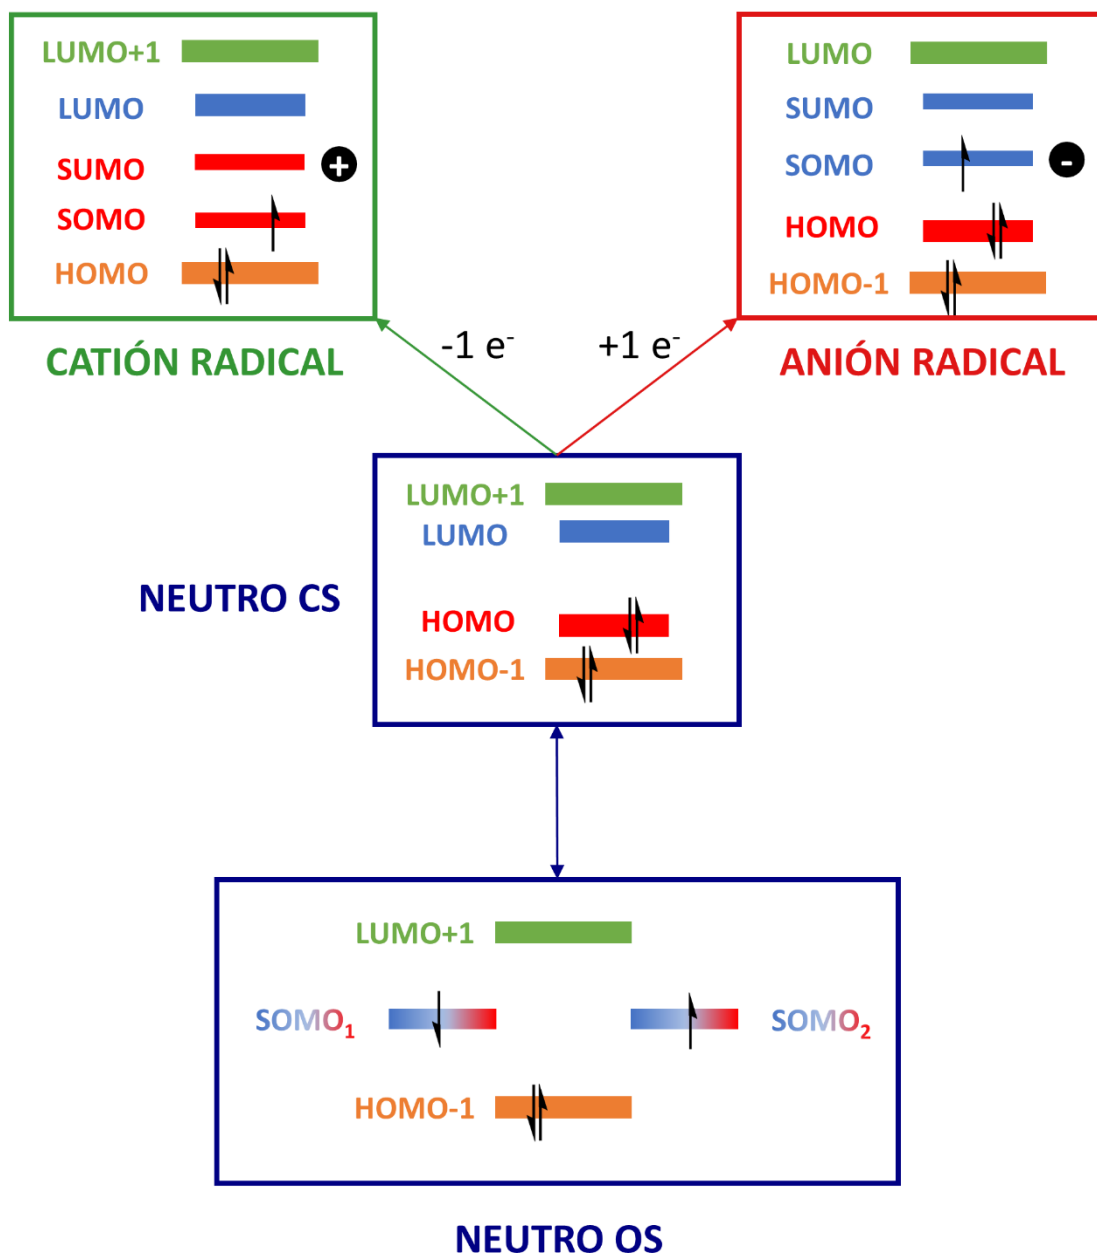 LUMO+1
LUMO
SUMO
+
SOMO
HOMO
CATIÓN RADICAL
LUMO
SUMO
SOMO
-
HOMO
HOMO-1
ANIÓN RADICAL
-1 e⁻
+1 e⁻
LUMO+1
LUMO
HOMO
HOMO-1
NEUTRO CS
LUMO+1
SOMO₁
SOMO₂
HOMO-1
NEUTRO OS